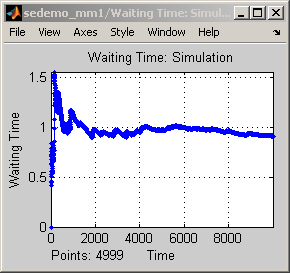 sedemo_mm1/Waiting Time: Simul...
File View Axes Style Window Help
Waiting Time: Simulation
Waiting Time
1.5
1
0.5
0
0 2000 4000 6000 8000
Points: 4999 Time